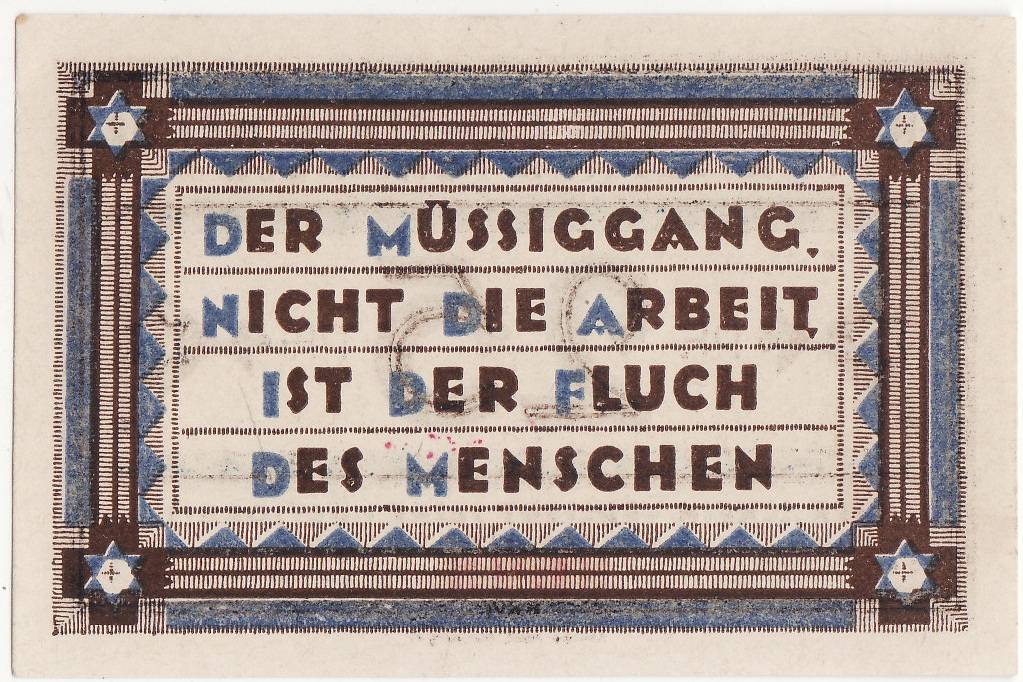 DER MÜSSIGGANG,
NICHT DIE ARBEIT,
IST DER FLUCH
DES MENSCHEN